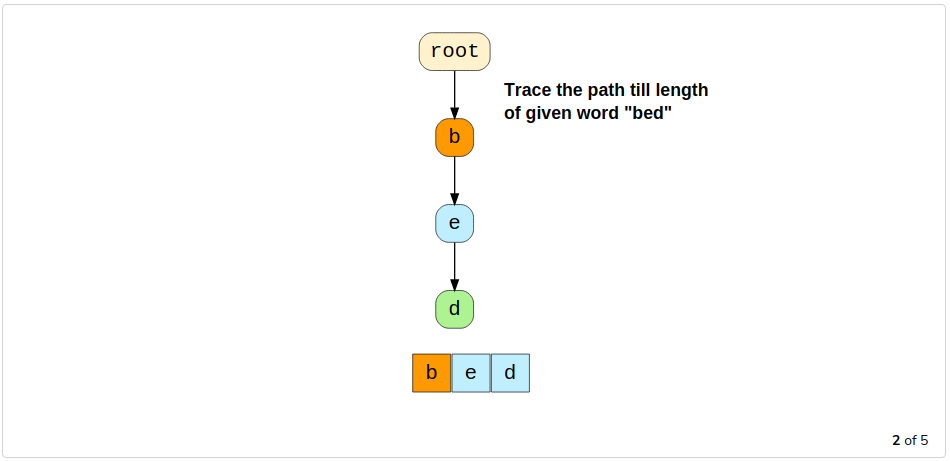 root
Trace the path till length
of given word "bed"
b
e
d
b e d
2 of 5